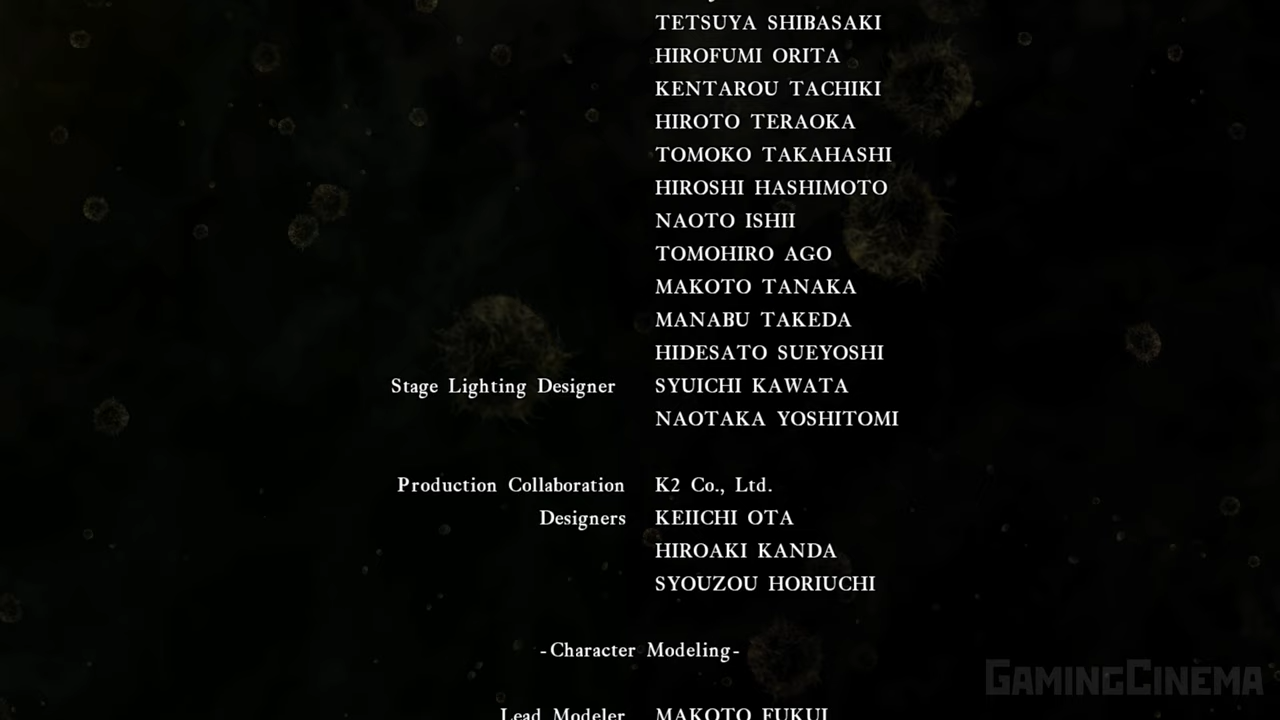 TETSUYA SHIBASAKI
HIROFUMI ORITA
KENTAROU TACHIKI
HIROTO TERAOKA
TOMOKO TAKAHASHI
HIROSHI HASHIMOTO
NAOTO ISHII
TOMOHIRO AGO
MAKOTO TANAKA
MANABU TAKEDA
HIDESATO SUEYOSHI
Stage Lighting Designer SYUICHI KAWATA
NAOTAKA YOSHITOMI
Production Collaboration K2 Co., Ltd.
Designers KEIICHI OTA
HIROAKI KANDA
SYOUZOU HORIUCHI
-Character Modeling-
GAMINGCINEMA
Lead Modeler MAKOTO FUKUI